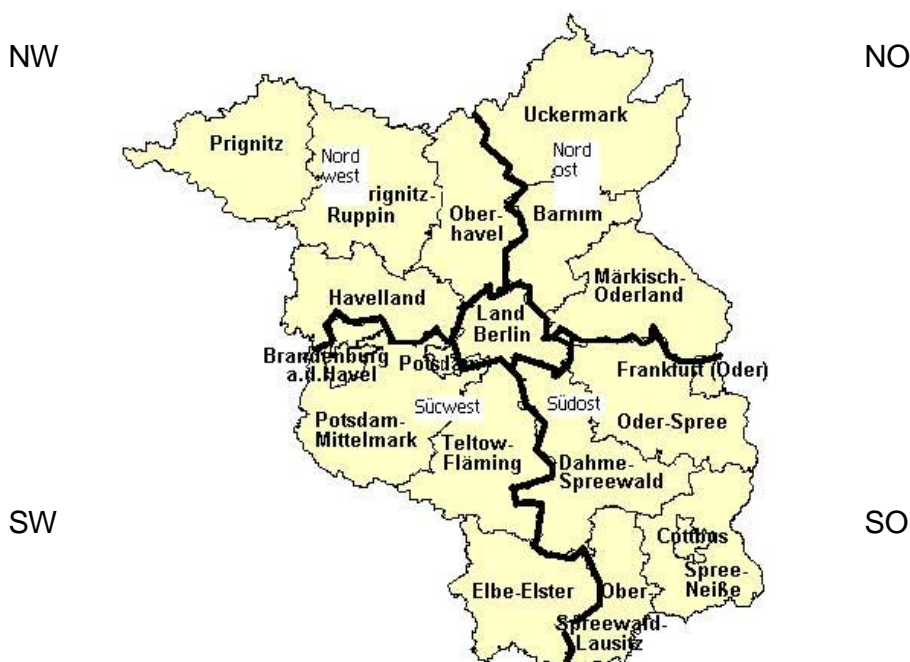 NW
NO
Uckermark
Prignitz
Nord
west
Nord
ost
rignitz-
Ruppin
Ober-
havel
Barnim
Märkisch-
Oderland
Havelland
Land
Berlin
Brandenburg
a.d.Havel
Potsdam
Frankfurt (Oder)
Südwest
Südost
Potsdam-
Mittelmark
Oder-Spree
Teltow-
Fläming
Dahme-
Spreewald
SW
SO
Cottbus
Spree-
Neiße
Elbe-Elster
Ober-
Spreewald-
Lausitz